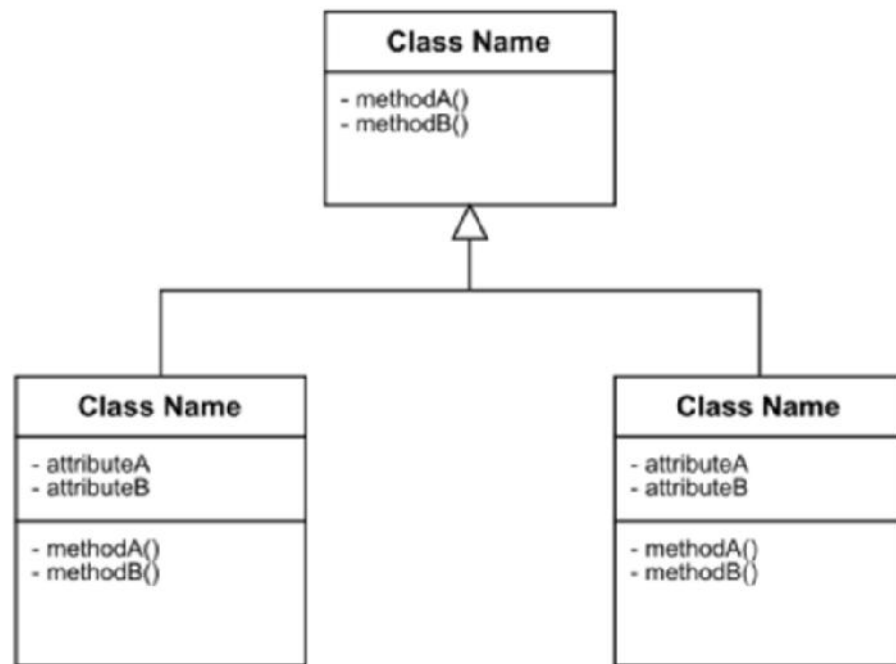 Class Name
- methodA()
- methodB()
Class Name
- attributeA
- attributeB
- methodA()
- methodB()
Class Name
- attributeA
- attributeB
- methodA()
- methodB()